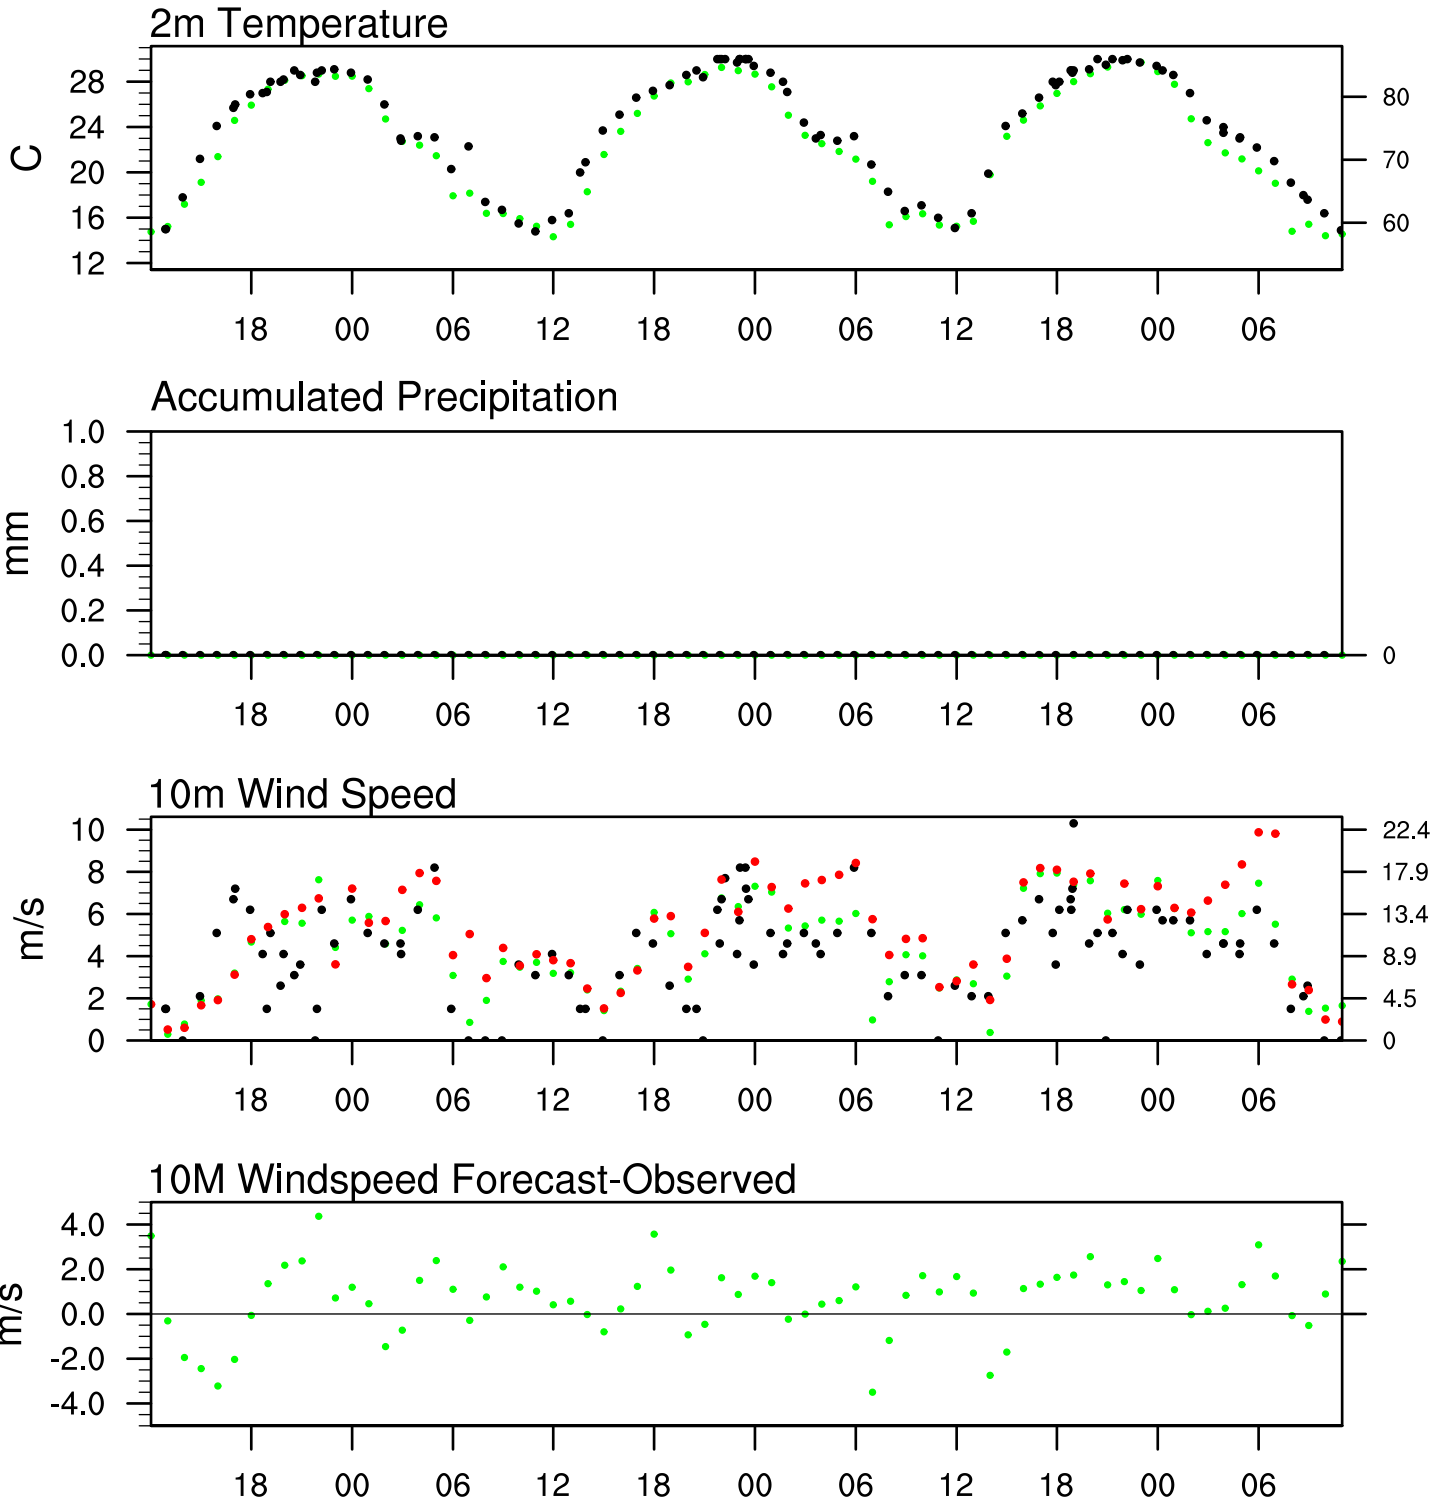 2m Temperature
28
24
20
16
12
C
80
70
60
18 00 06 12 18 00 06 12 18 00 06
Accumulated Precipitation
1.0
0.8
0.6
0.4
0.2
0.0
mm
0
18 00 06 12 18 00 06 12 18 00 06
10m Wind Speed
10
8
6
4
2
0
m/s
22.4
17.9
13.4
8.9
4.5
0
18 00 06 12 18 00 06 12 18 00 06
10M Windspeed Forecast-Observed
4.0
2.0
0.0
-2.0
-4.0
m/s
18 00 06 12 18 00 06 12 18 00 06